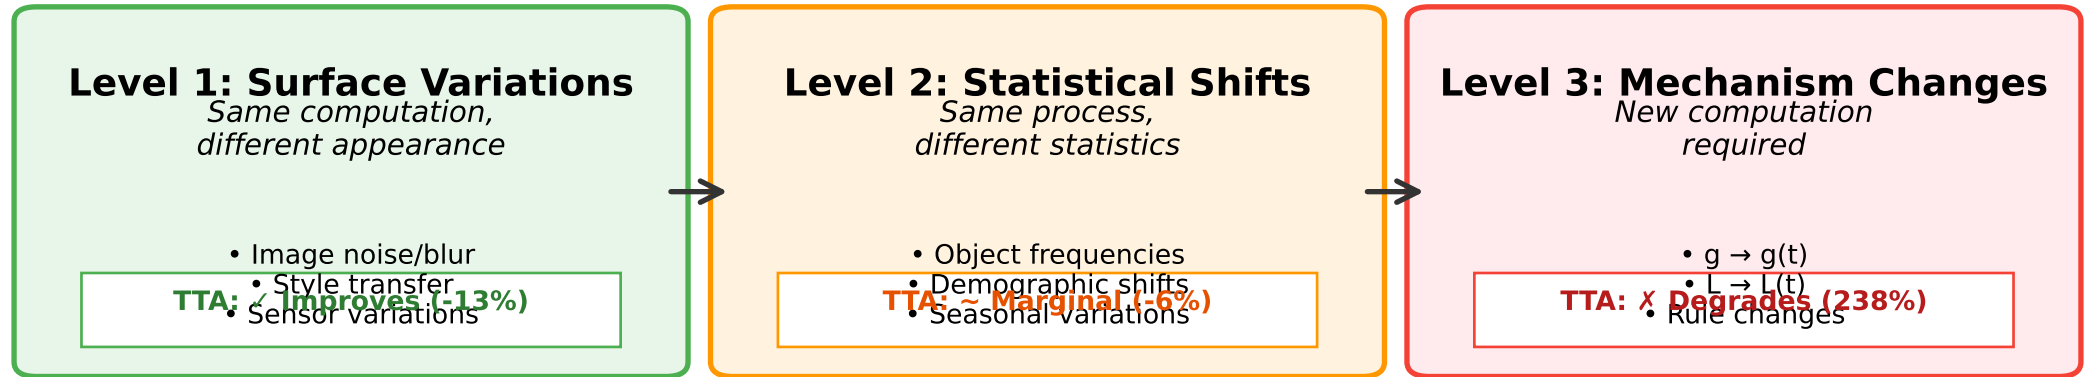 Level 1: Surface Variations
Same computation,
different appearance
• Image noise/blur
• Style transfer
• Sensor variations
TTA: ✓ Improves (-13%)
Level 2: Statistical Shifts
Same process,
different statistics
• Object frequencies
• Demographic shifts
• Seasonal variations
TTA: ~ Marginal (-6%)
Level 3: Mechanism Changes
New computation
required
• g → g(t)
• L → L(t)
• Rule changes
TTA: ✗ Degrades (238%)